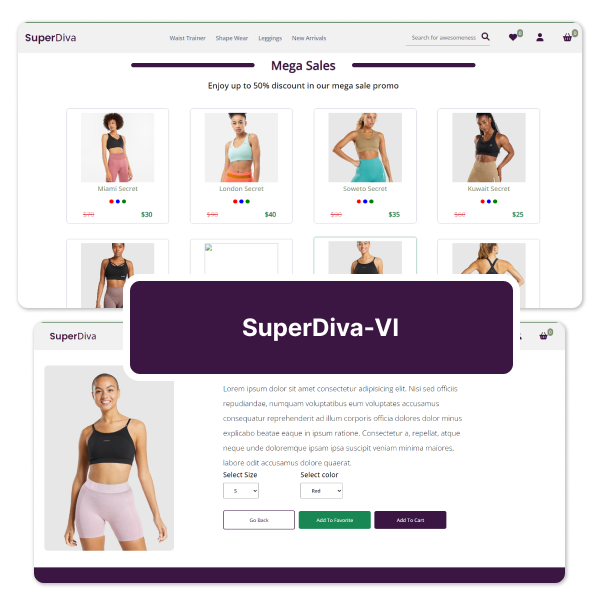 SuperDiva
Waist Trainer Shape Wear Leggings New Arrivals
Search for awesomeness
0 0
Mega Sales
Enjoy up to 50% discount in our mega sale promo
Miami Secret London Secret Soweto Secret Kuwait Secret
$30 $40 $35 $25
SuperDiva-VI
SuperDiva
0
Lorem ipsum dolor sit amet consectetur adipisicing elit. Nisi sed officiis
repudiandae, numquam voluptatibus eum voluptates accusamus
consequatur reprehenderit ad illum corporis officia dolores dolor minus
explicabo beatae eaque in ipsum ratione. Consectetur a, repellat, atque
neque unde doloremque ipsam ipsa suscipit veniam minima maiores,
labore odit accusamus dolore quaerat.
Select Size Select color
S Red
Go Back Add To Favorite Add To Cart